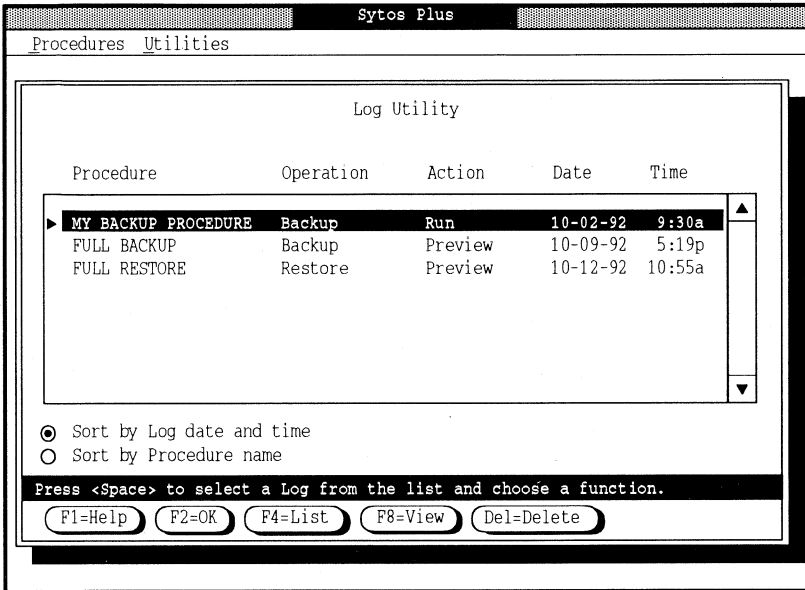 Sytos Plus
Procedures Utilities
Log Utility
Procedure Operation Action Date Time
MY BACKUP PROCEDURE Backup Run 10-02-92 9:30a
FULL BACKUP Backup Preview 10-09-92 5:19p
FULL RESTORE Restore Preview 10-12-92 10:55a
Sort by Log date and time
Sort by Procedure name
Press <Space> to select a Log from the list and choose a function.
F1=Help F2=OK F4=List F8=View Del=Delete